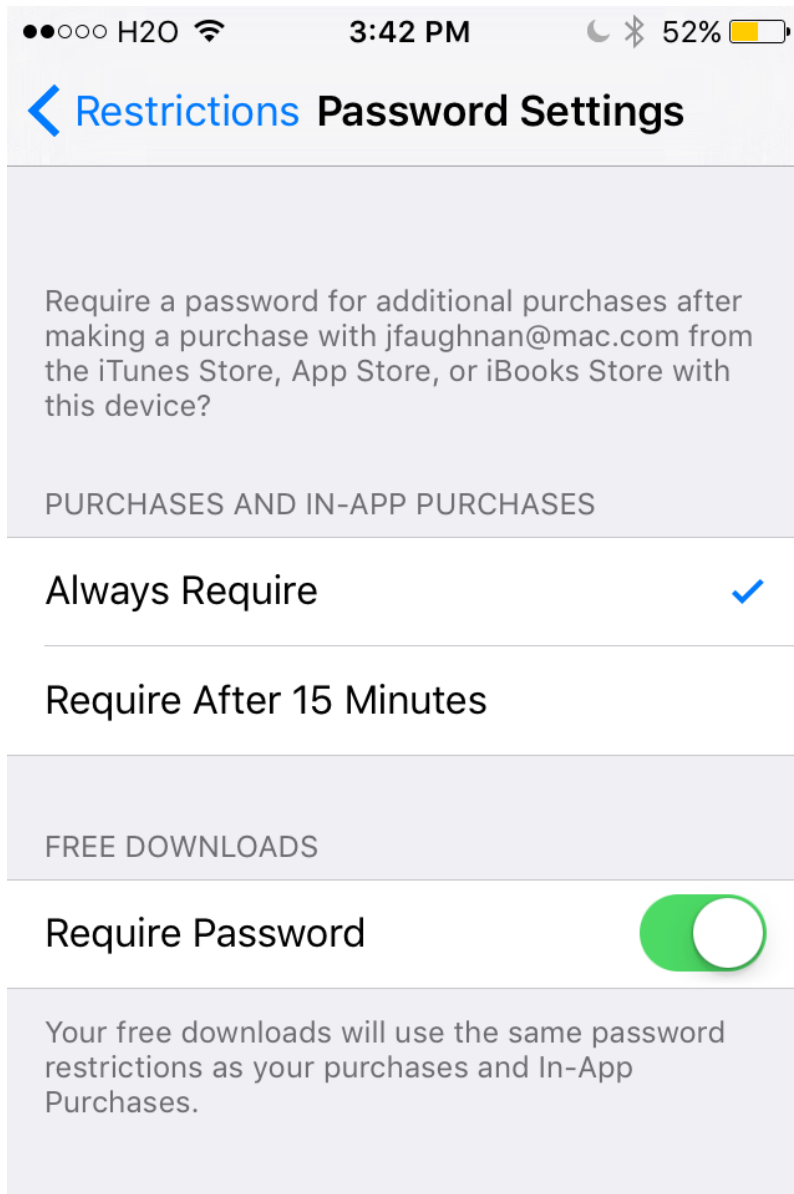 H2O 3:42 PM 52%
Restrictions Password Settings
Require a password for additional purchases after
making a purchase with jfaughnan@mac.com from
the iTunes Store, App Store, or iBooks Store with
this device?
PURCHASES AND IN-APP PURCHASES
Always Require
Require After 15 Minutes
FREE DOWNLOADS
Require Password
Your free downloads will use the same password
restrictions as your purchases and In-App
Purchases.